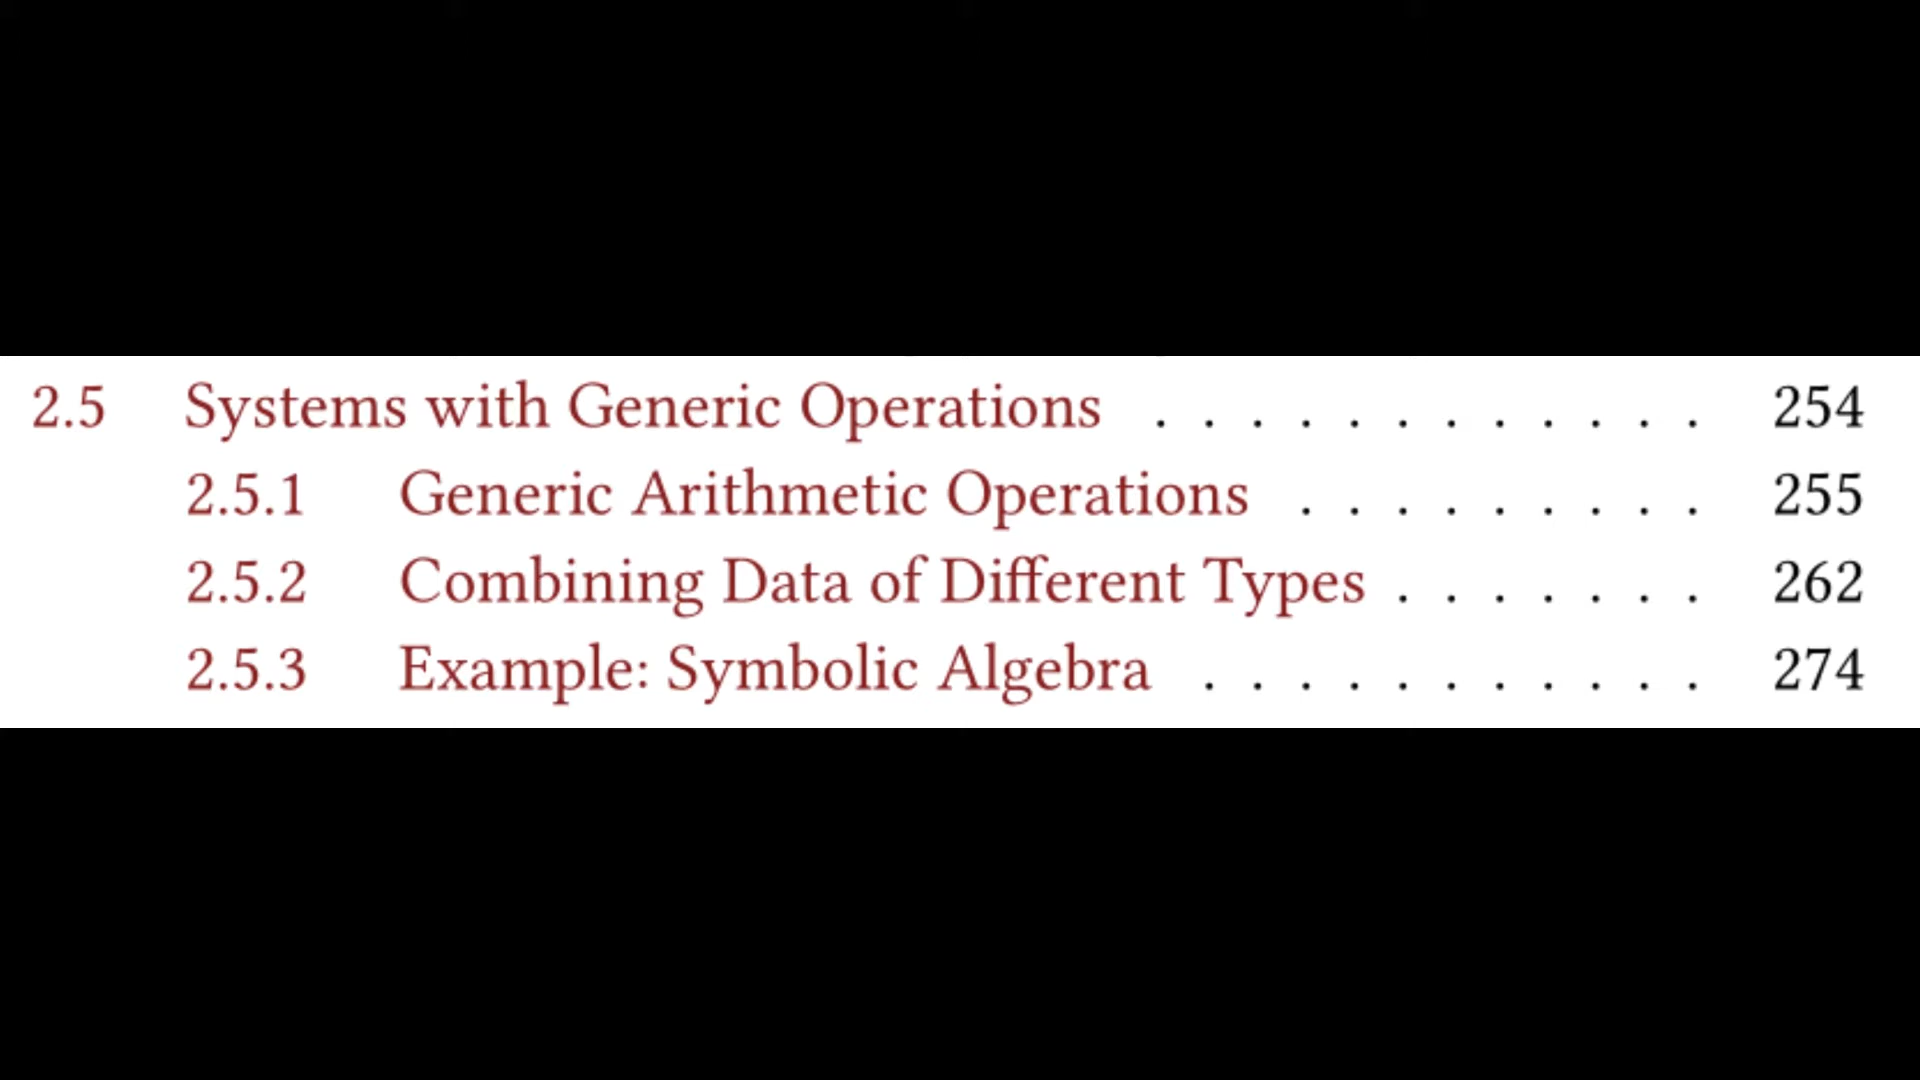 2.5 Systems with Generic Operations . . . . . . . . . . . . 254
2.5.1 Generic Arithmetic Operations . . . . . . . . . 255
2.5.2 Combining Data of Different Types . . . . . . . 262
2.5.3 Example: Symbolic Algebra . . . . . . . . . . . 274